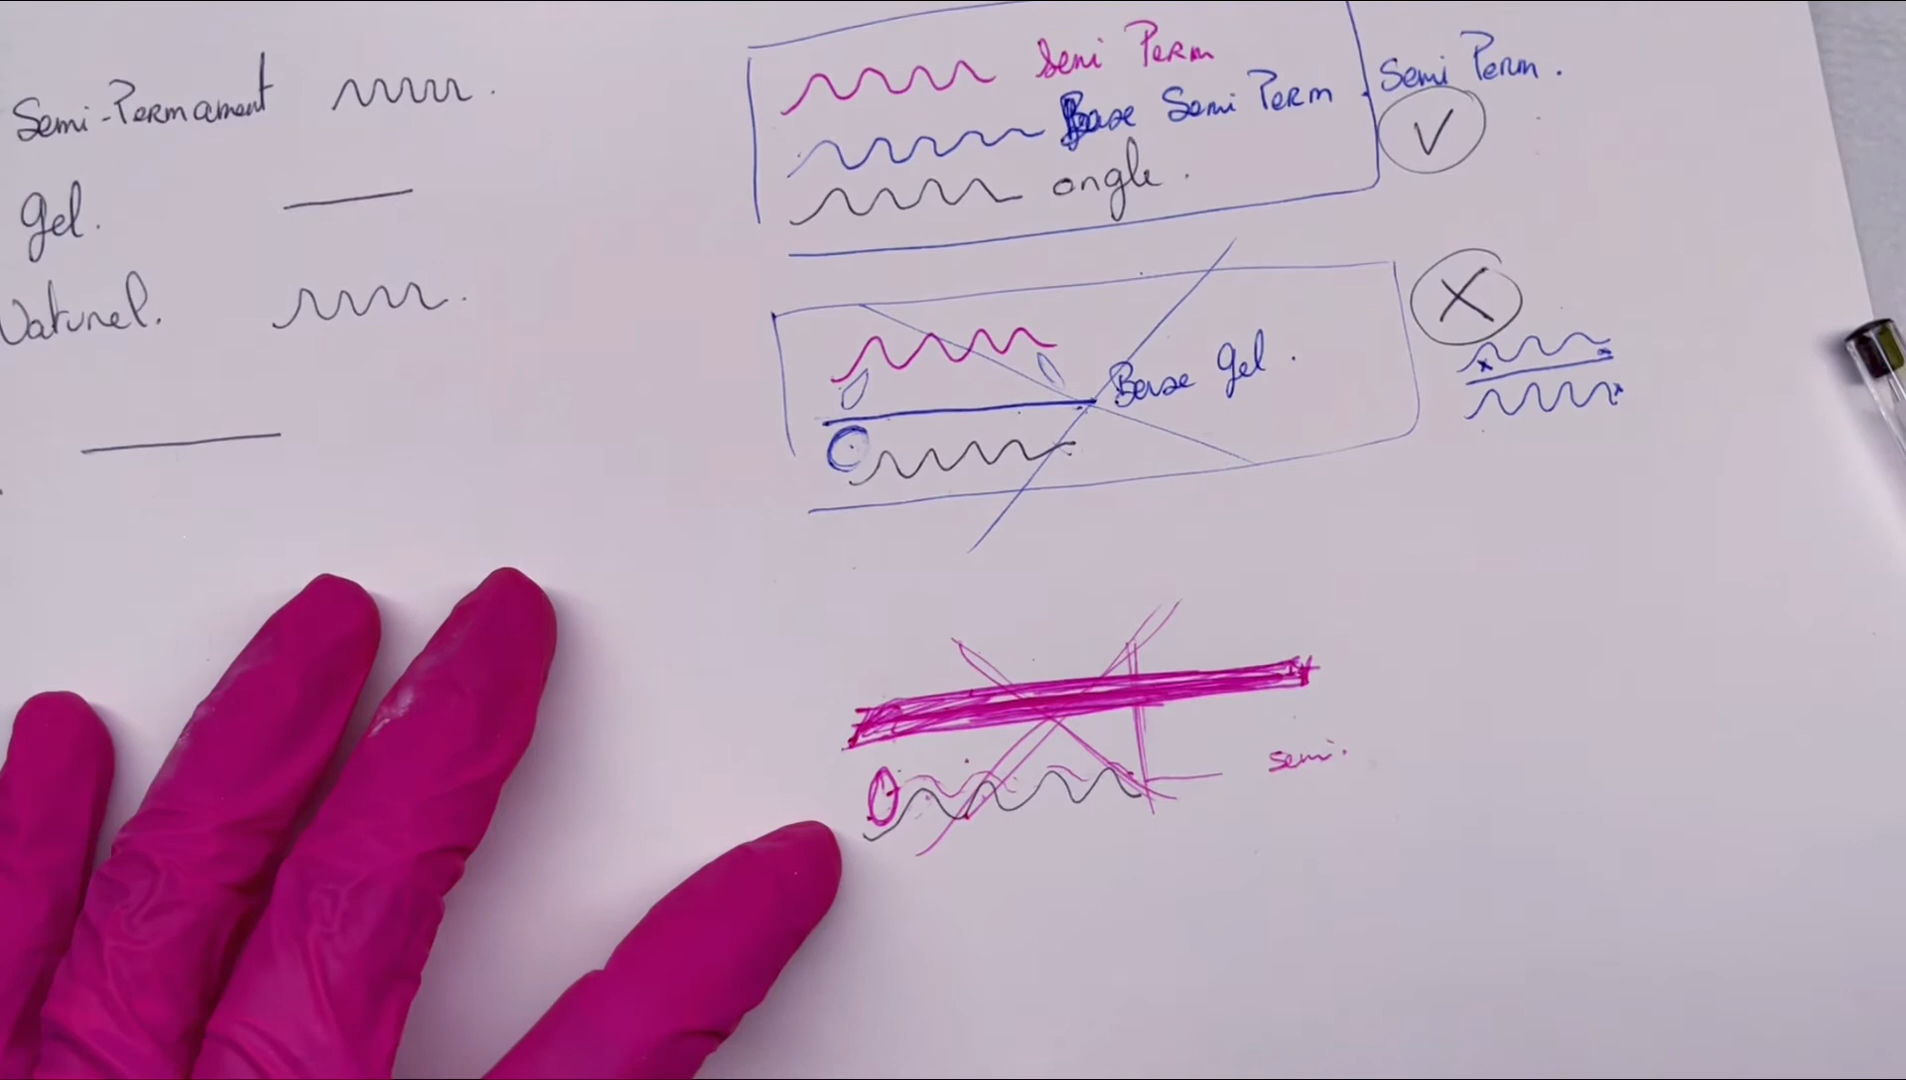 Semi-Permament
Gel.
Naturel.
Semi Perm
Base Semi Perm.
ongle.
Semi Perm.
V
X
Base Gel.
semi.